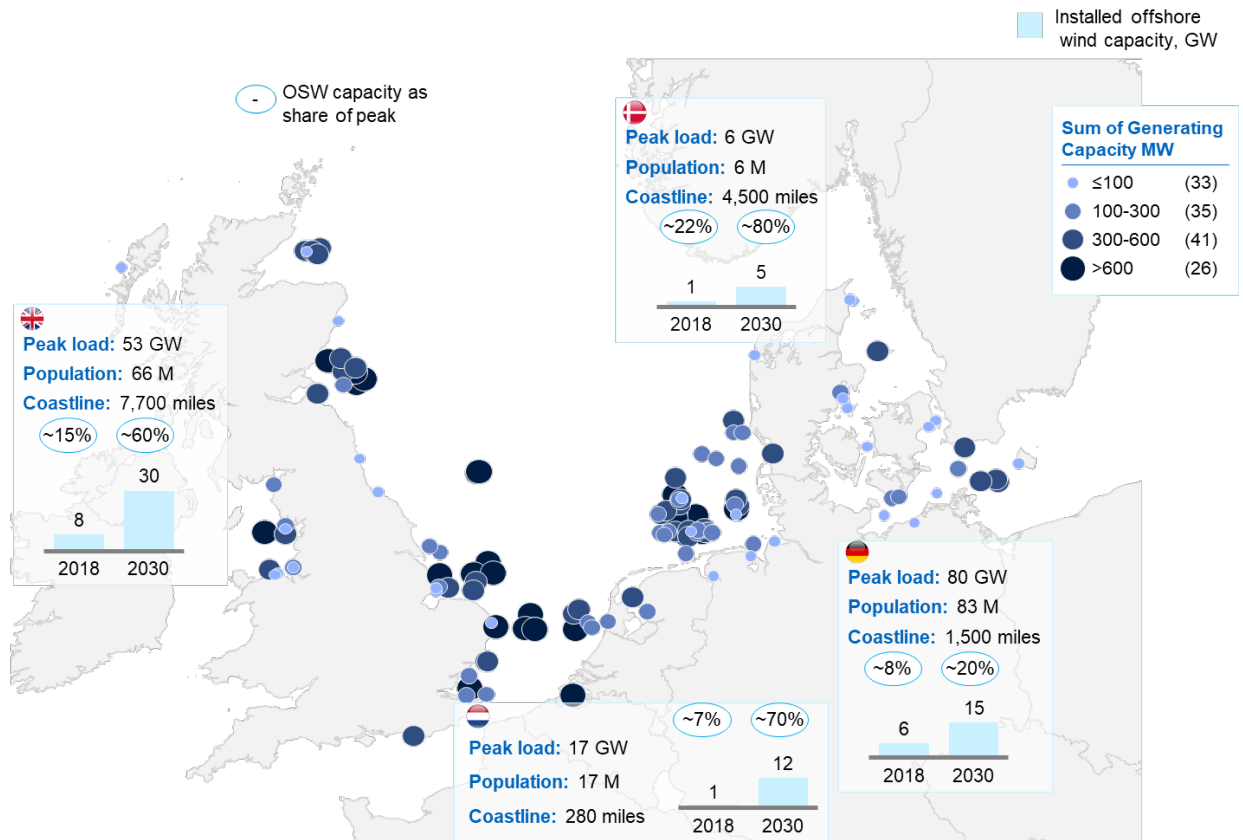 Installed offshore
wind capacity, GW
- OSW capacity as
share of peak
Peak load: 6 GW
Population: 6 M
Coastline: 4,500 miles
~22% ~80%
1 5
2018 2030
Sum of Generating
Capacity MW
≤100 (33)
100-300 (35)
300-600 (41)
>600 (26)
Peak load: 53 GW
Population: 66 M
Coastline: 7,700 miles
~15% ~60%
8 30
2018 2030
Peak load: 80 GW
Population: 83 M
Coastline: 1,500 miles
~8% ~20%
6 15
2018 2030
Peak load: 17 GW
Population: 17 M
Coastline: 280 miles
~7% ~70%
1 12
2018 2030